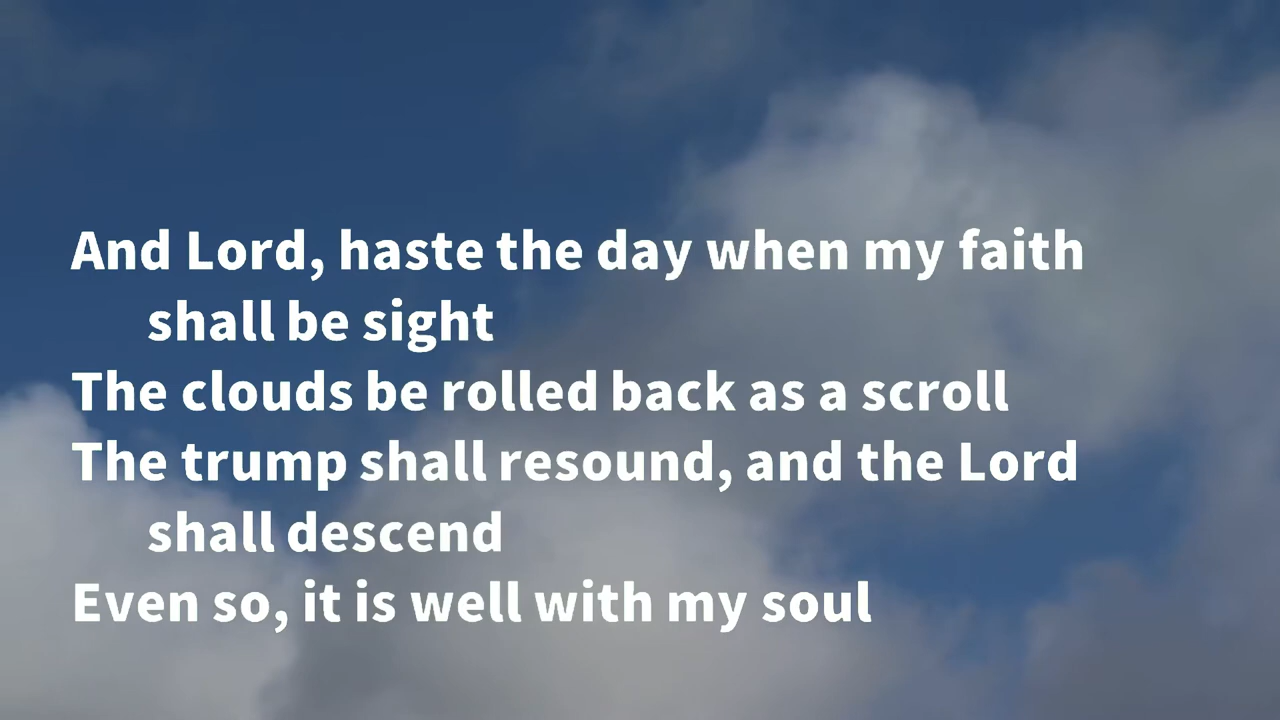 And Lord, haste the day when my faith
shall be sight
The clouds be rolled back as a scroll
The trump shall resound, and the Lord
shall descend
Even so, it is well with my soul